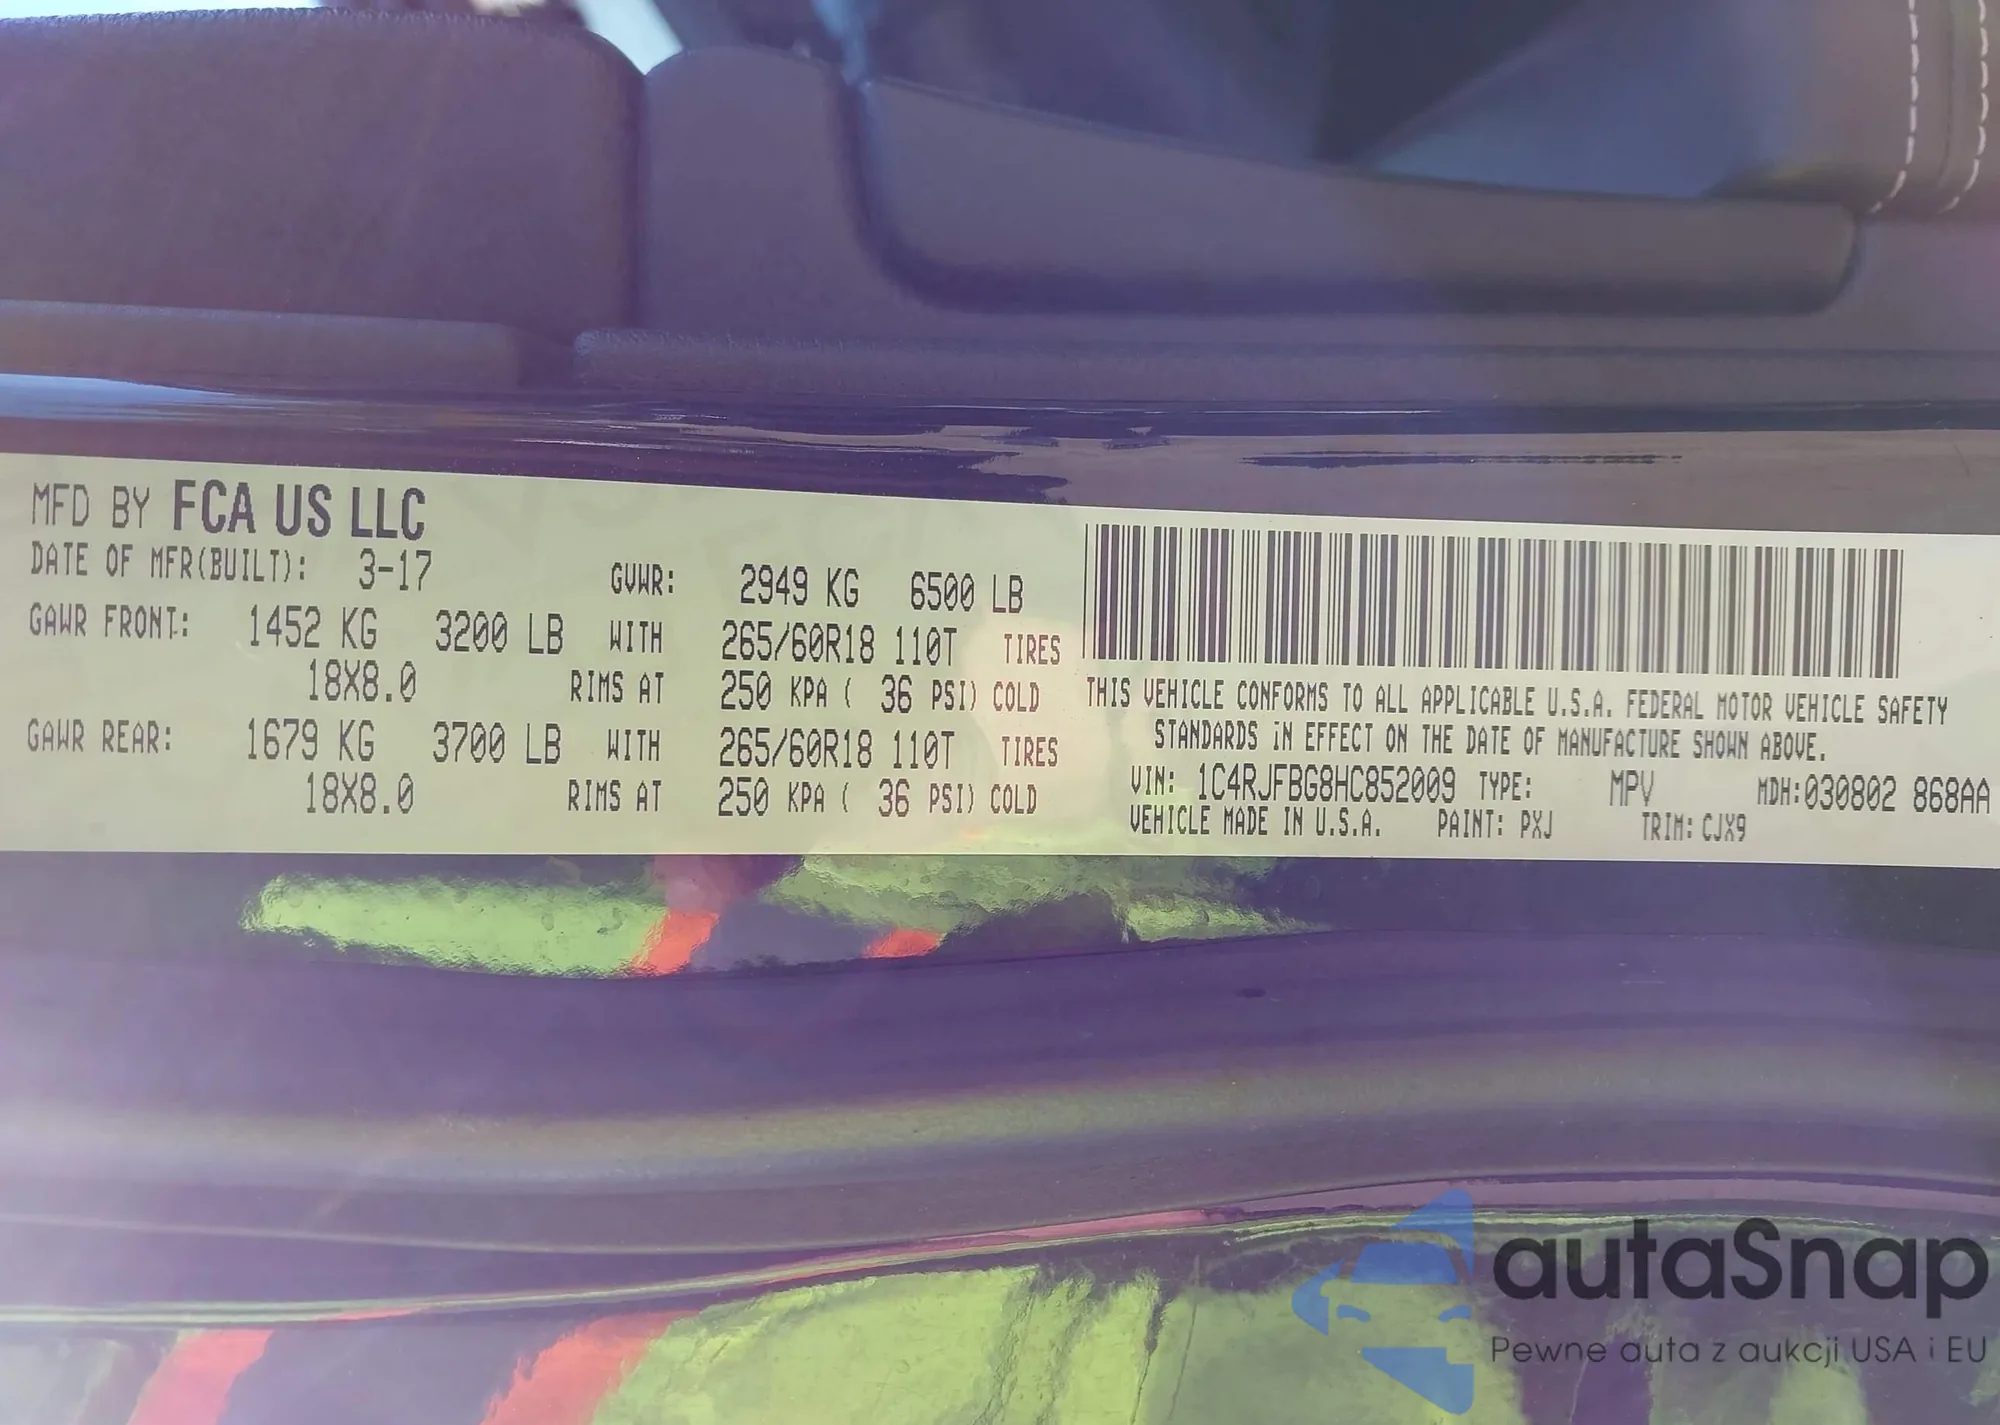 MFD BY FCA US LLC
DATE OF MFR(BUILT): 3-17
GVWR: 2949 KG 6500 LB
GAWR FRONT: 1452 KG 3200 LB WITH 265/60R18 110T TIRES
18X8.0 RIMS AT 250 KPA ( 36 PSI) COLD
GAWR REAR: 1679 KG 3700 LB WITH 265/60R18 110T TIRES
18X8.0 RIMS AT 250 KPA ( 36 PSI) COLD
THIS VEHICLE CONFORMS TO ALL APPLICABLE U.S.A. FEDERAL MOTOR VEHICLE SAFETY
STANDARDS IN EFFECT ON THE DATE OF MANUFACTURE SHOWN ABOVE.
VIN: 1C4RJFBG8HC852009 TYPE: MPV MDH:030802 868AA
VEHICLE MADE IN U.S.A. PAINT: PXJ TRIM: CJX9
autaSnap
Pewne auta z aukcji USA i EU